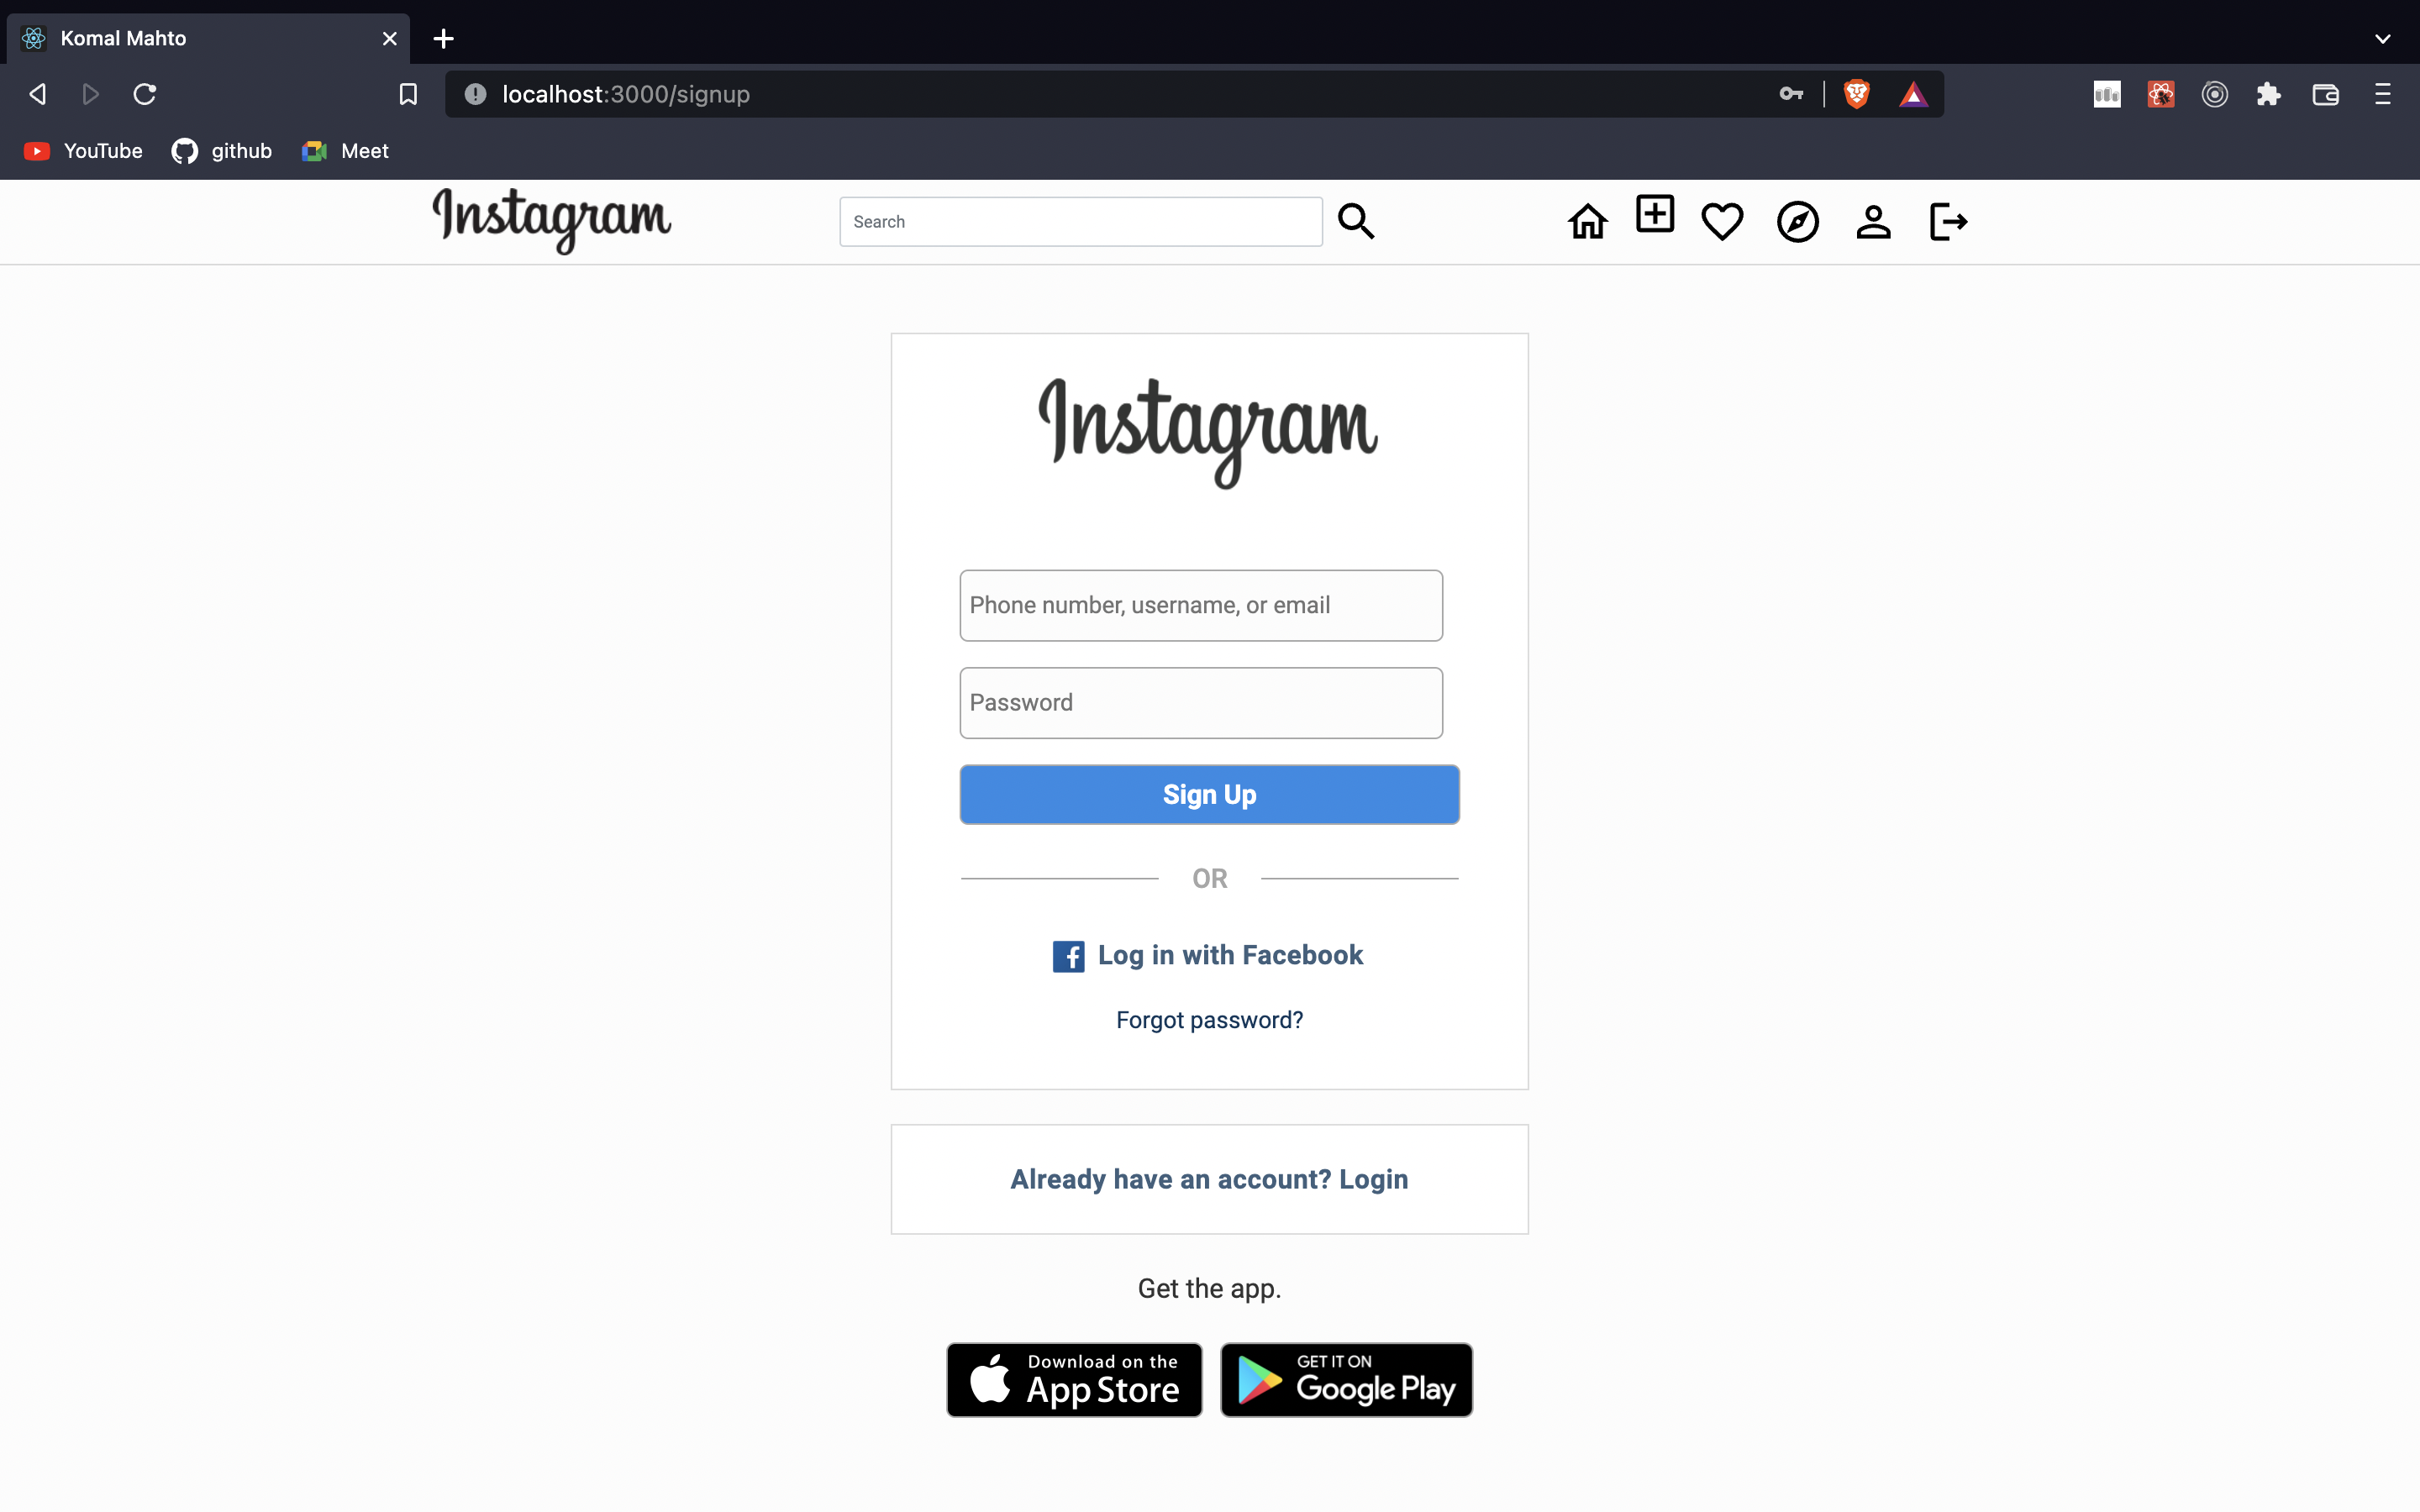 Komal Mahto
localhost:3000/signup
YouTube github Meet
Instagram Search
Instagram
Phone number, username, or email
Password
Sign Up
OR
Log in with Facebook
Forgot password?
Already have an account? Login
Get the app.
Download on the
App Store
GET IT ON
Google Play